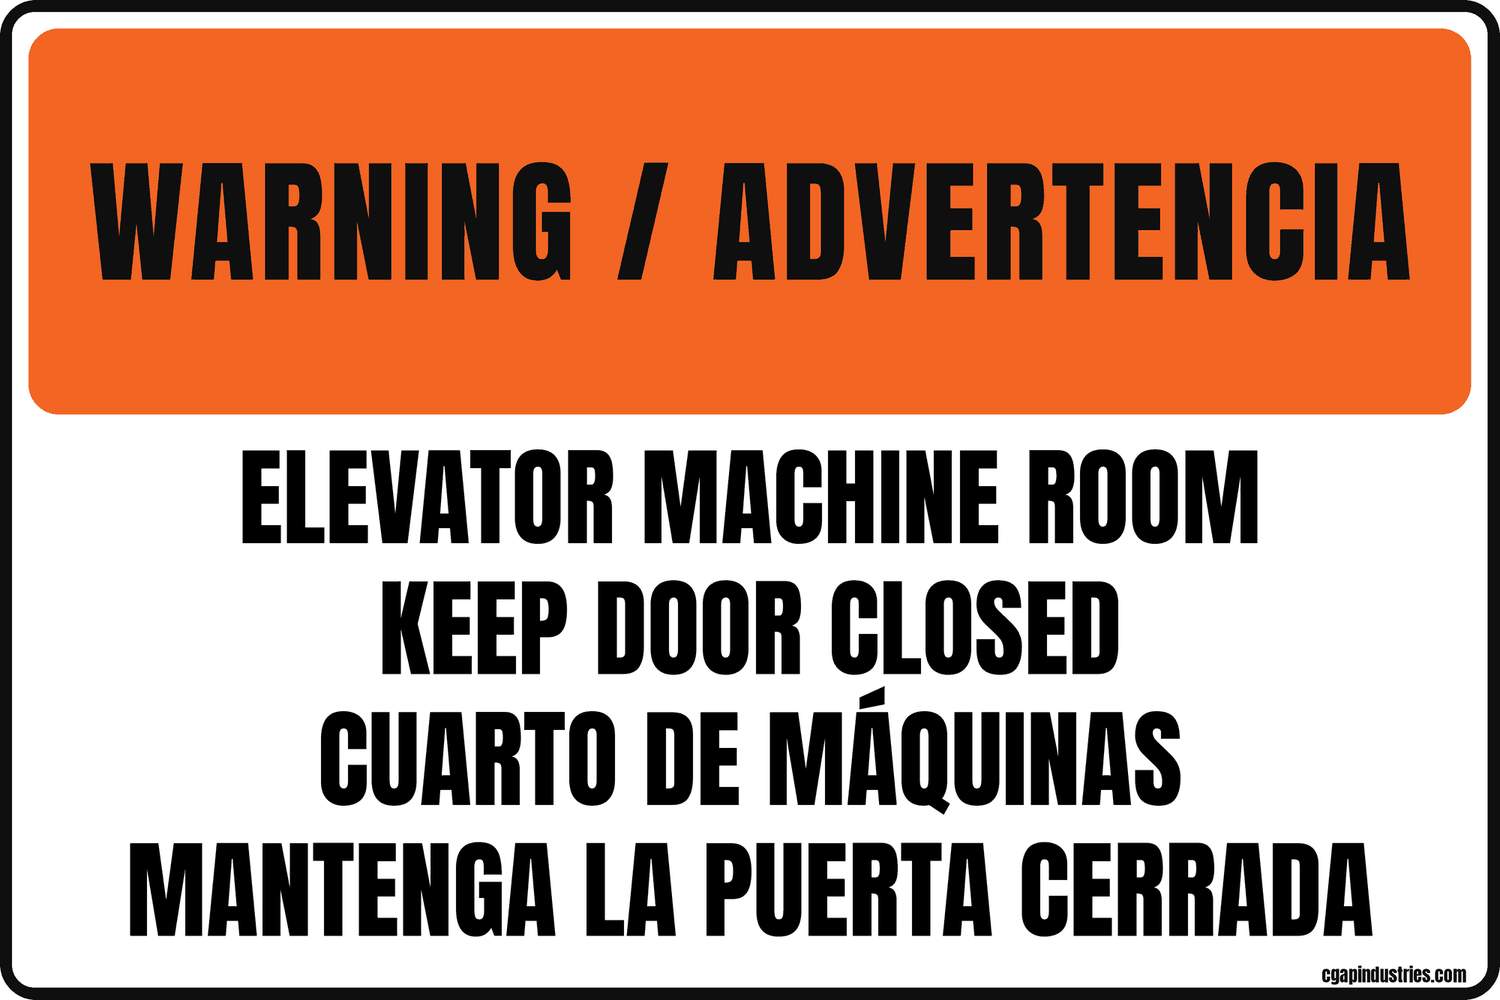 WARNING / ADVERTENCIA
ELEVATOR MACHINE ROOM
KEEP DOOR CLOSED
CUARTO DE MÁQUINAS
MANTENGA LA PUERTA CERRADA
cgapindustries.com